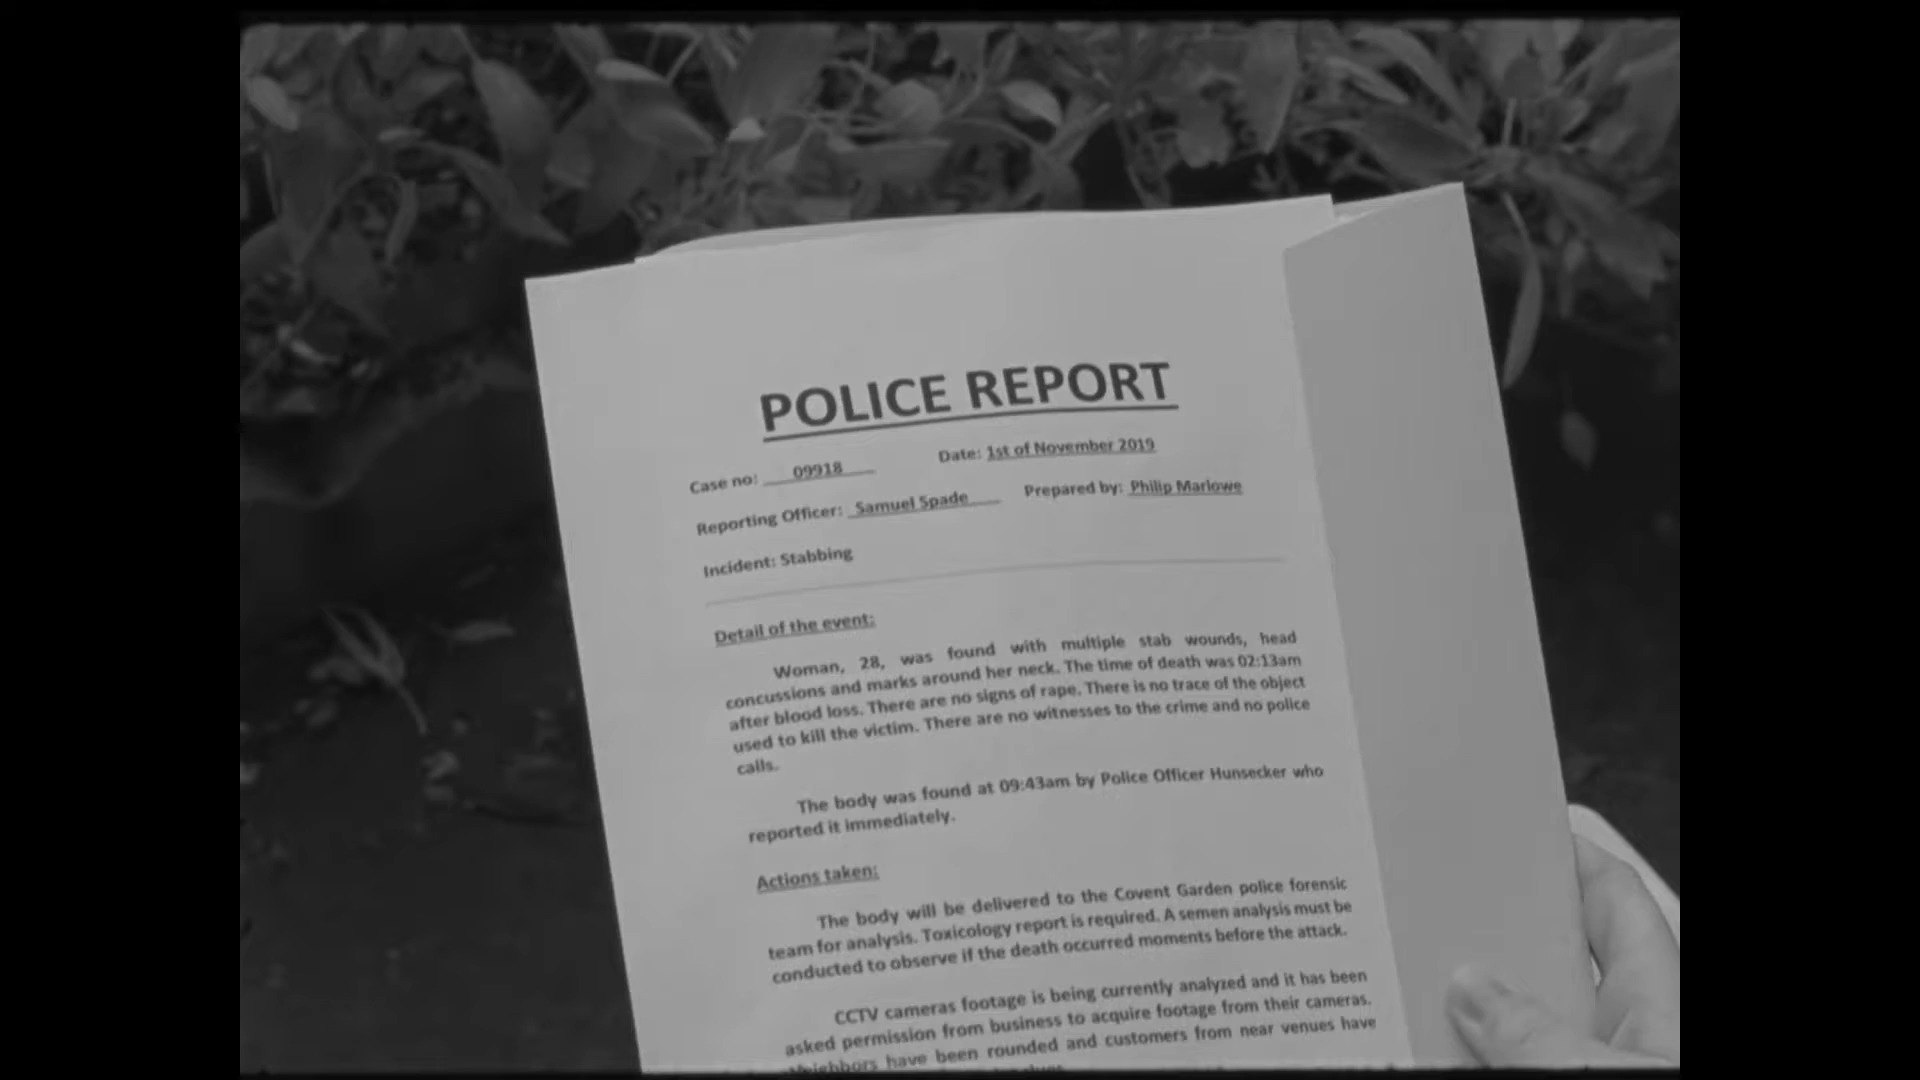 POLICE REPORT
Case no: 09918 Date: 1st of November 2019
Reporting Officer: Samuel Spade Prepared by: Philip Marlowe
Incident: Stabbing
Detail of the event:
Woman, 28, was found with multiple stab wounds, head
concussions and marks around her neck. The time of death was 02:13am
after blood loss. There are no signs of rape. There is no trace of the object
used to kill the victim. There are no witnesses to the crime and no police
calls.
The body was found at 09:43am by Police Officer Hunsecker who
reported it immediately.
Actions taken:
The body will be delivered to the Covent Garden police forensic
team for analysis. Toxicology report is required. A semen analysis must be
conducted to observe if the death occurred moments before the attack.
CCTV cameras footage is being currently analyzed and it has been
asked permission from business to acquire footage from their cameras.
Neighbors have been rounded and customers from near venues have